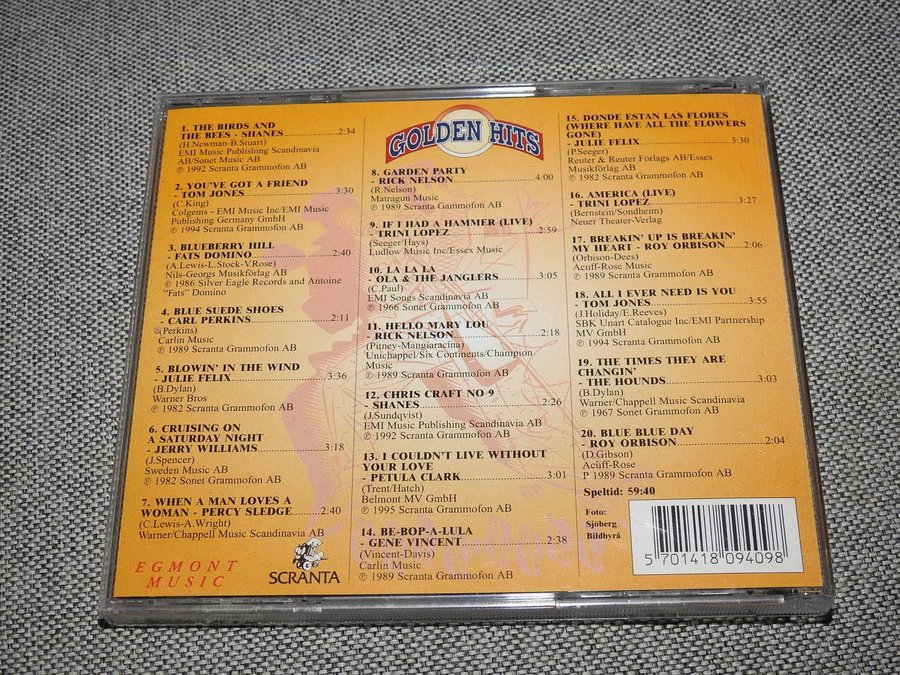 1. THE BIRDS AND
THE BEES - SHANES 2:34
(H.Newman-B.Stuart)
EMI Music Publishing Scandinavia
AB/Sonet Music AB
℗ 1992 Scranta Grammofon AB
2. YOU'VE GOT A FRIEND
- TOM JONES 3:30
(C.King)
Colgems - EMI Music Inc/EMI Music
Publishing Germany GmbH
℗ 1994 Scranta Grammofon AB
3. BLUEBERRY HILL
- FATS DOMINO 2:40
(A.Lewis-L.Stock-V.Rose)
Nils-Georgs Musikförlag AB
℗ 1986 Silver Eagle Records and Antoine
"Fats" Domino
4. BLUE SUEDE SHOES
- CARL PERKINS 2:11
(Perkins)
Carlin Music
℗ 1989 Scranta Grammofon AB
5. BLOWIN' IN THE WIND
- JULIE FELIX 3:36
(B.Dylan)
Warner Bros
℗ 1982 Scranta Grammofon AB
6. CRUISING ON
A SATURDAY NIGHT
- JERRY WILLIAMS 3:18
(J.Spencer)
Sweden Music AB
℗ 1982 Sonet Grammofon AB
7. WHEN A MAN LOVES A
WOMAN - PERCY SLEDGE 2:40
(C.Lewis-A.Wright)
Warner/Chappell Music Scandinavia AB
EGMONT
MUSIC
SCRANTA
GOLDEN HITS
8. GARDEN PARTY
- RICK NELSON 4:00
(R.Nelson)
Matragun Music
℗ 1989 Scranta Grammofon AB
9. IF I HAD A HAMMER (LIVE)
- TRINI LOPEZ 2:59
(Seeger/Hays)
Ludlow Music Inc/Essex Music
10. LA LA LA
- OLA & THE JANGLERS 3:05
(C.Paul)
EMI Songs Scandinavia AB
℗ 1966 Sonet Grammofon AB
11. HELLO MARY LOU
- RICK NELSON 2:18
(Pitney-Mangiaracina)
Unichappel/Six Continents/Champion
Music
℗ 1989 Scranta Grammofon AB
12. CHRIS CRAFT NO 9
- SHANES 2:26
(J.Sundqvist)
EMI Music Publishing Scandinavia AB
℗ 1992 Scranta Grammofon AB
13. I COULDN'T LIVE WITHOUT
YOUR LOVE
- PETULA CLARK 3:01
(Trent/Hatch)
Belmont MV GmbH
℗ 1995 Scranta Grammofon AB
14. BE-BOP-A-LULA
- GENE VINCENT 2:38
(Vincent-Davis)
Carlin Music
℗ 1989 Scranta Grammofon AB
15. DONDE ESTAN LAS FLORES
(WHERE HAVE ALL THE FLOWERS
GONE)
- JULIE FELIX 3:30
(P.Seeger)
Reuter & Reuter Förlags AB/Essex
Musikförlag AB
℗ 1982 Scranta Grammofon AB
16. AMERICA (LIVE)
- TRINI LOPEZ 3:27
(Bernstein/Sondheim)
Neuer Theater-Verlag
17. BREAKIN' UP IS BREAKIN'
MY HEART - ROY ORBISON 2:06
(Orbison-Dees)
Acuff-Rose Music
℗ 1989 Scranta Grammofon AB
18. ALL I EVER NEED IS YOU
- TOM JONES 3:55
(J.Holiday/E.Reeves)
SBK Unart Catalogue Inc/EMI Partnership
MV GmbH
℗ 1994 Scranta Grammofon AB
19. THE TIMES THEY ARE
CHANGIN'
- THE HOUNDS 3:03
(B.Dylan)
Warner/Chappell Music Scandinavia
℗ 1967 Sonet Grammofon AB
20. BLUE BLUE DAY
- ROY ORBISON 2:04
(D.Gibson)
Acuff-Rose
P 1989 Scranta Grammofon AB
Speltid: 59:40
Foto:
Sjöberg
Bildbyrå
5 701418 094098